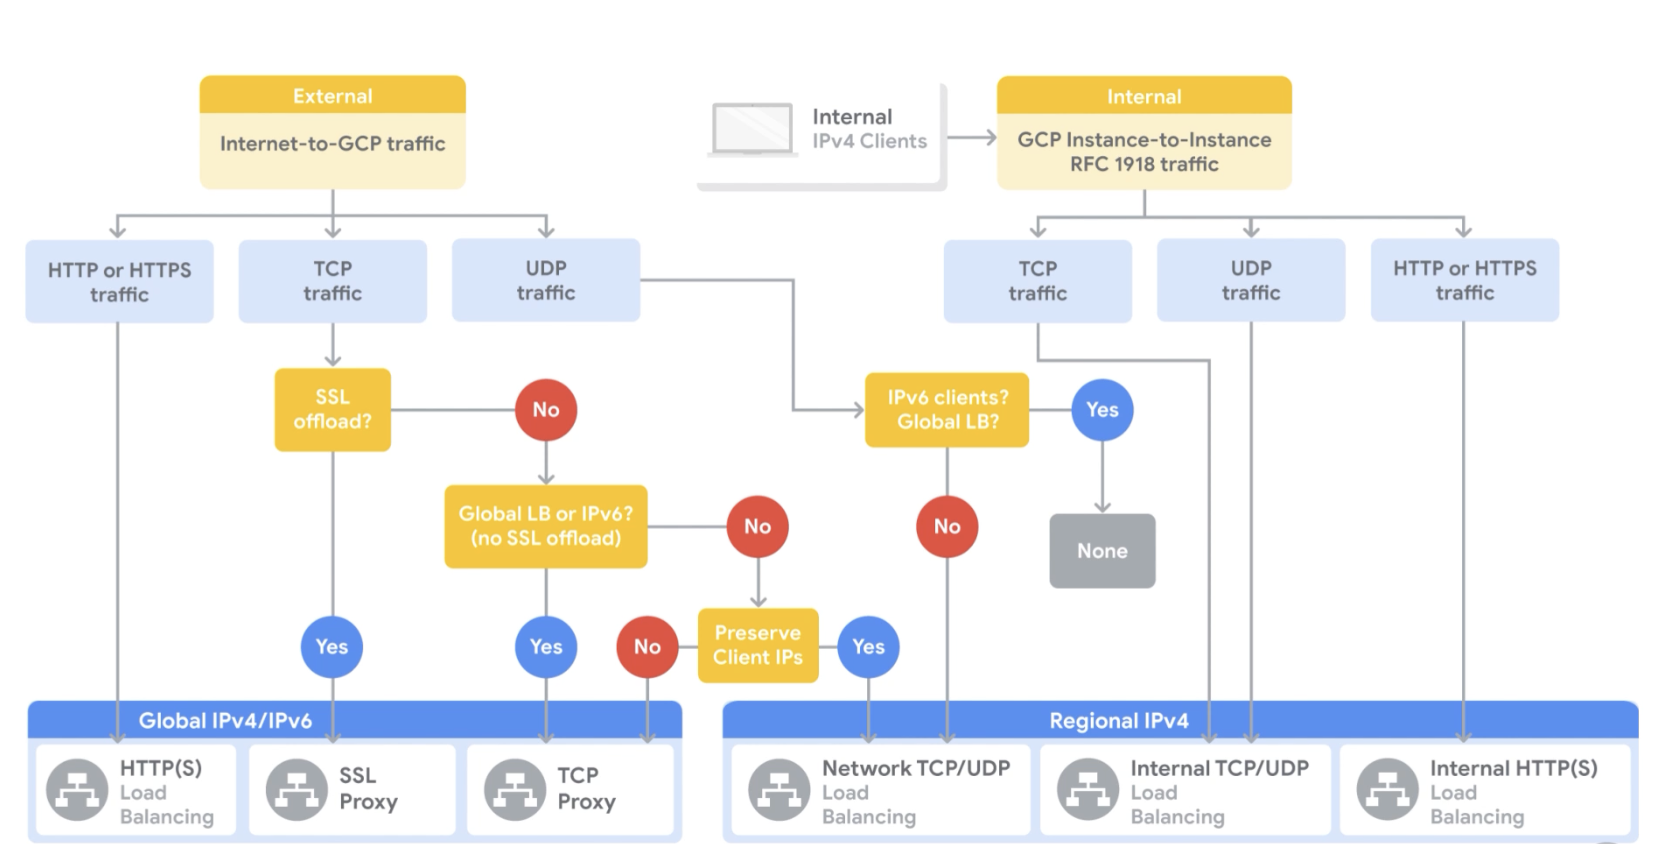 External
Internet-to-GCP traffic
Internal
IPv4 Clients
Internal
GCP Instance-to-Instance
RFC 1918 traffic
HTTP or HTTPS
traffic
TCP
traffic
UDP
traffic
TCP
traffic
UDP
traffic
HTTP or HTTPS
traffic
SSL
offload?
No
IPv6 clients?
Global LB?
Yes
Global LB or IPv6?
(no SSL offload)
No
No
None
Yes
Yes
No
Preserve
Client IPs
Yes
Global IPv4/IPv6
HTTP(S)
Load
Balancing
SSL
Proxy
TCP
Proxy
Regional IPv4
Network TCP/UDP
Load
Balancing
Internal TCP/UDP
Load
Balancing
Internal HTTP(S)
Load
Balancing